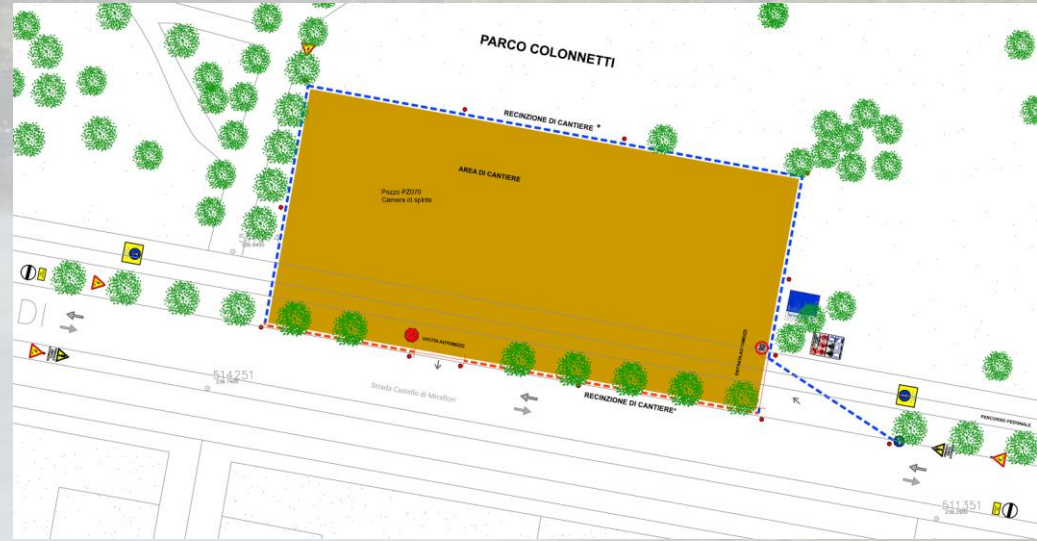 PARCO COLONNETTI
RECINZIONE DI CANTIERE *
AREA DI CANTIERE
Pozzo PZ070
Camera di spinta
USCITA AUTOMEZZI
ENTRATA AUTOMEZZI
DI
514251
Strada Castello di Mirafiori
RECINZIONE DI CANTIERE*
PERCORSO PEDONALE
511351